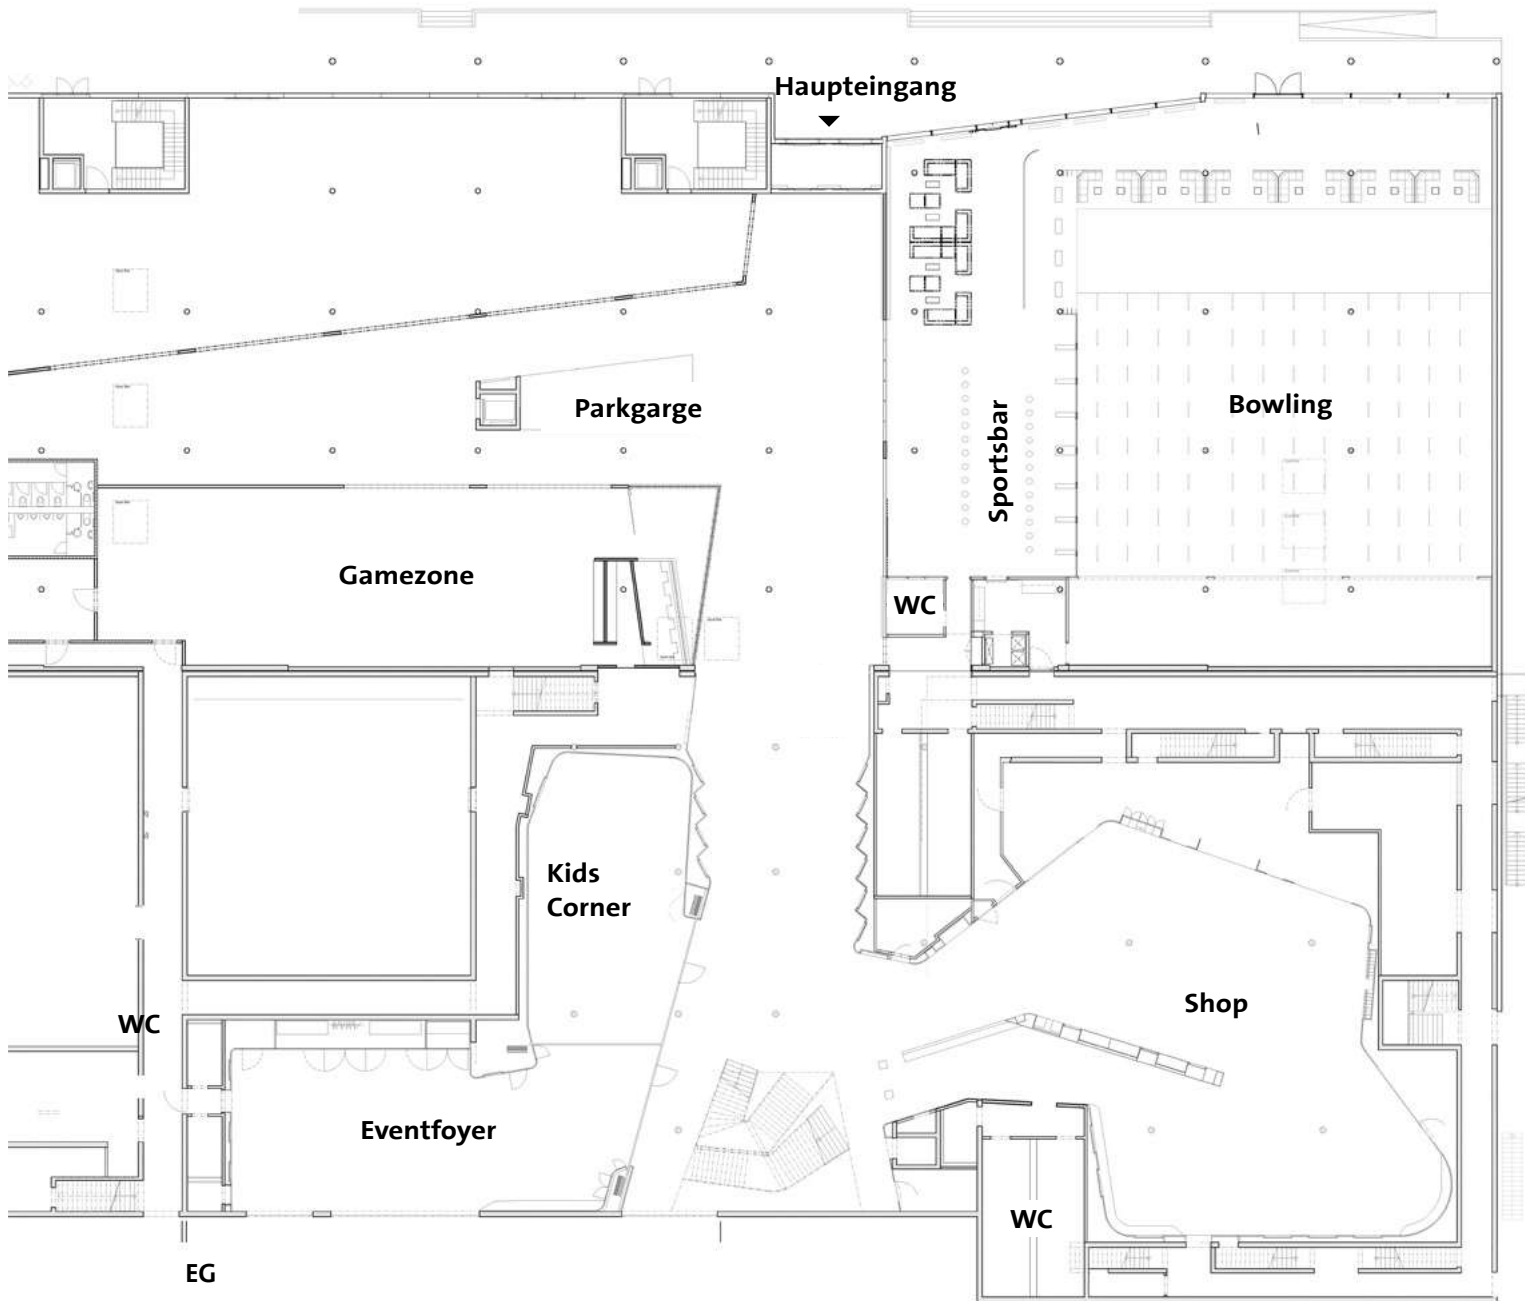 Haupteingang
Parkgarge
Bowling
Sportsbar
Gamezone
WC
Kids
Corner
Shop
WC
Eventfoyer
WC
EG